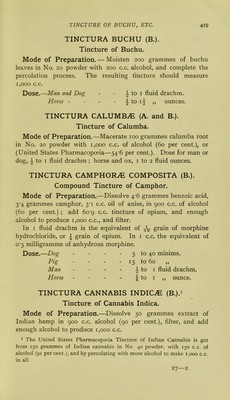 TINCTURE OF BUCHU, ETC. 419
TINCTURA BUCHU (B.).
Tincture of Buchu.
Mode of Preparation. — Moisten 200 grammes of buchu
leaves in No. 20 powder with 200 c.c. alcohol, and complete the
percolation process. The resulting tincture should measure
1,000 c.c.
Dose.—Man and Dog - - ½ to 1 fluid drachm.
Horse - - - - ½ to 1½ „ ounces.
TINCTURA CALUMBÆ (A. and B.).
Tincture of Calumba.
Mode of Preparation.—Macerate 100 grammes calumba root
in No. 20 powder with 1,000 c.c. of alcohol (60 per cent.), or
(United States Pharmacopœia—54·6 per cent.). Dose for man or
dog, ½ to 1 fluid drachm ; horse and ox, 1 to 2 fluid ounces.
TINCTURA CAMPHORÆ COMPOSITA (B.).
Compound Tincture of Camphor.
Mode of Preparation.—Dissolve 4·6 grammes benzoic acid,
3·4 grammes camphor, 3·1 c.c. oil of anise, in 900 c.c. of alcohol
(60 per cent.); add 60·9 c.c. tincture of opium, and enough
alcohol to produce 1,000 c.c., and filter.
In 1 fluid drachm is the equivalent of grain of morphine
hydrochloride, or ¼ grain of opium. In 1 c.c. the equivalent of
0·5 milligramme of anhydrous morphine.
Dose.—Dog - - - - 5 to 40 minims.
Pig - - - - 15 to 60 „
Man - - - - ½ to 1 fluid drachm.
Horse - - - - to 1 „ ounce.
TINCTURA CANNABIS INDICÆ (B.).¹
Tincture of Cannabis Indica.
Mode of Preparation.—Dissolve 50 grammes extract of
Indian hemp in 900 c.c. alcohol (90 per cent.), filter, and add
enough alcohol to produce 1,000 c.c.
¹ The United States Pharmacopœia Tincture of Indian Cannabis is got
from 150 grammes of Indian cannabis in No. 40 powder, with 150 c.c. of
alcohol (92 per cent.), and by percolating with more alcohol to make 1,000 c.c.
in all.
27—2